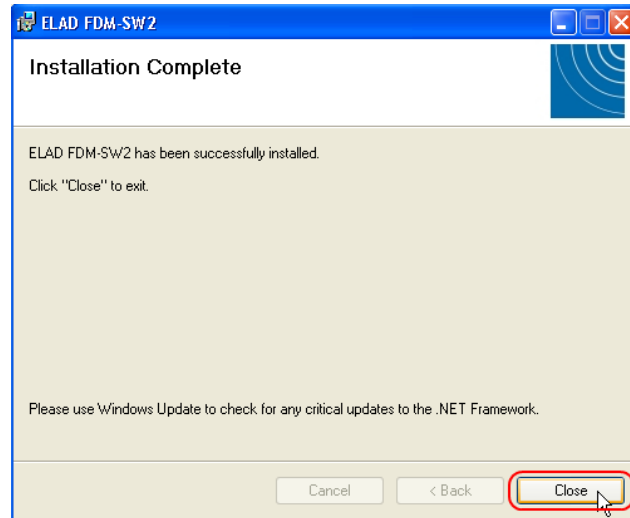 ELAD FDM-SW2
Installation Complete
ELAD FDM-SW2 has been successfully installed.
Click "Close" to exit.
Please use Windows Update to check for any critical updates to the .NET Framework.
Cancel
< Back
Close